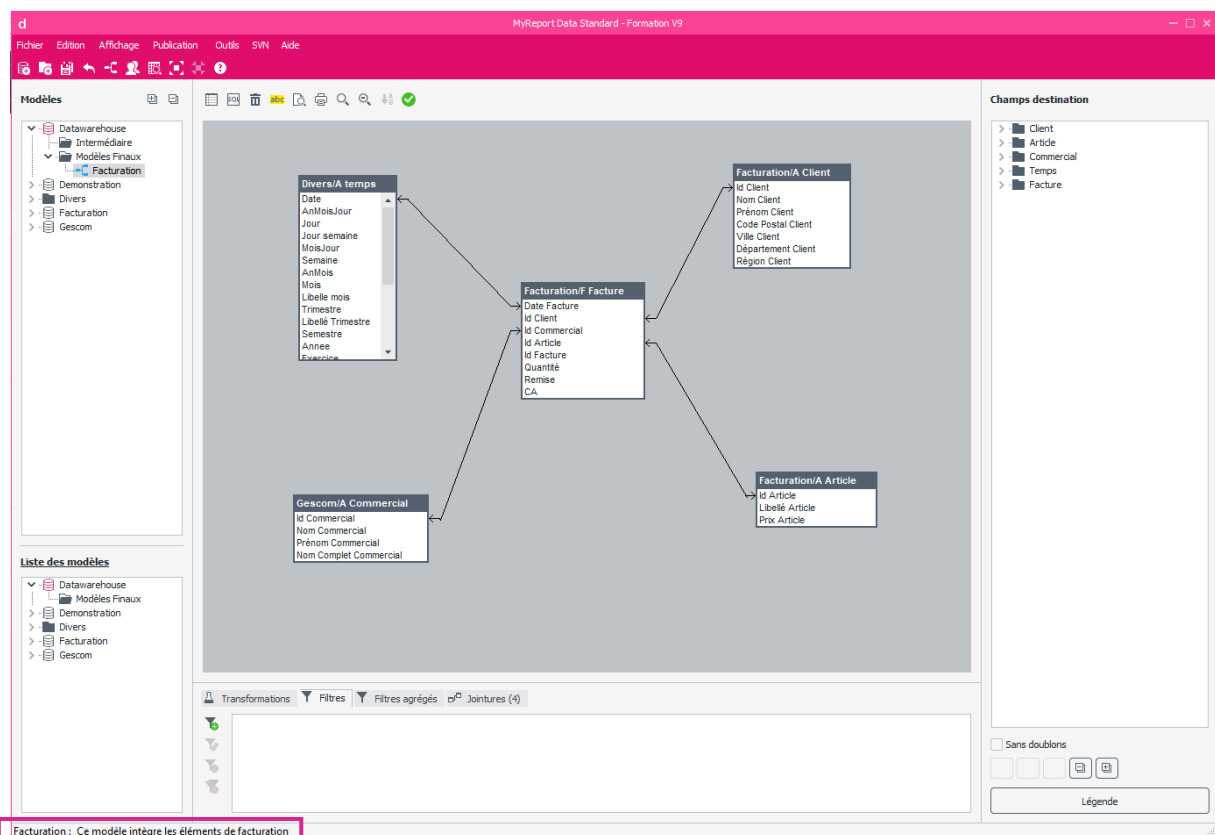 d
MyReport Data Standard - Formation V9
Fichier Edition Affichage Publication Outils SVN Aide
Modèles
Datawarehouse
Intermédiaire
Modèles Finaux
Facturation
Demonstration
Divers
Facturation
Gescom
Liste des modèles
Datawarehouse
Modèles Finaux
Demonstration
Divers
Facturation
Gescom
SQL
abc
Divers/A temps
Date
AnMoisJour
Jour
Jour semaine
MoisJour
Semaine
AnMois
Mois
Libelle mois
Trimestre
Libellé Trimestre
Semestre
Annee
Exercice
Facturation/A Client
Id Client
Nom Client
Prénom Client
Code Postal Client
Ville Client
Département Client
Région Client
Facturation/F Facture
Date Facture
Id Client
Id Commercial
Id Article
Id Facture
Quantité
Remise
CA
Gescom/A Commercial
Id Commercial
Nom Commercial
Prénom Commercial
Nom Complet Commercial
Facturation/A Article
Id Article
Libellé Article
Prix Article
Transformations Filtres Filtres agrégés Jointures (4)
Champs destination
Client
Article
Commercial
Temps
Facture
Sans doublons
Légende
Facturation : Ce modèle intègre les éléments de facturation